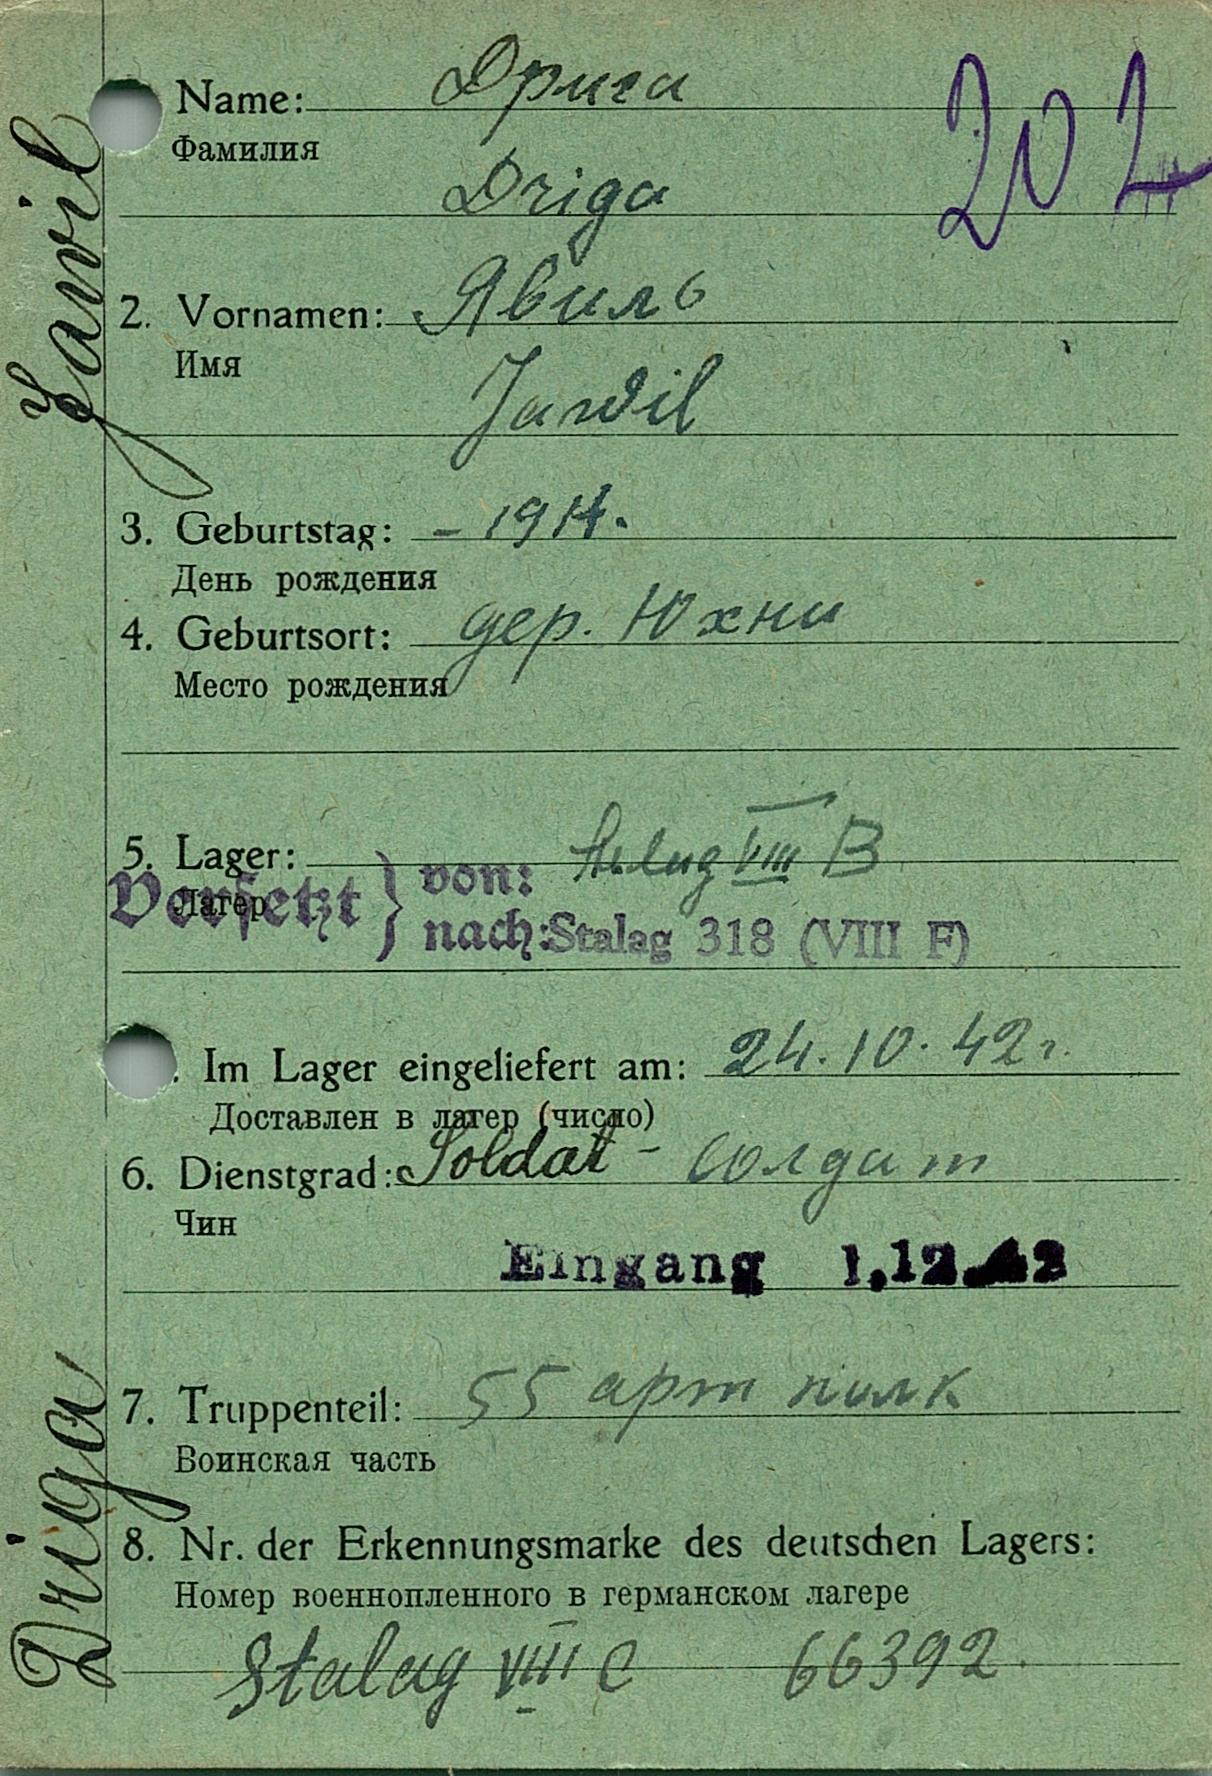 Name: Дрига
Фамилия
Driga
202
2. Vornamen: Явиль
Имя
Jawil
3. Geburtstag: - 1914.
День рождения
4. Geburtsort: дер. Юхни
Место рождения
5. Lager: Stalag VIII B
Лагер
Versetzt } von:
nach: Stalag 318 (VIII F)
. Im Lager eingeliefert am: 24.10.42г.
Доставлен в лагер (число)
6. Dienstgrad: Soldat - солдат
Чин
Eingang 1.12.42
7. Truppenteil: 55 арт полк
Воинская часть
8. Nr. der Erkennungsmarke des deutschen Lagers:
Номер военнопленного в германском лагере
Stalag VIII C 66392.
Driga Jawil